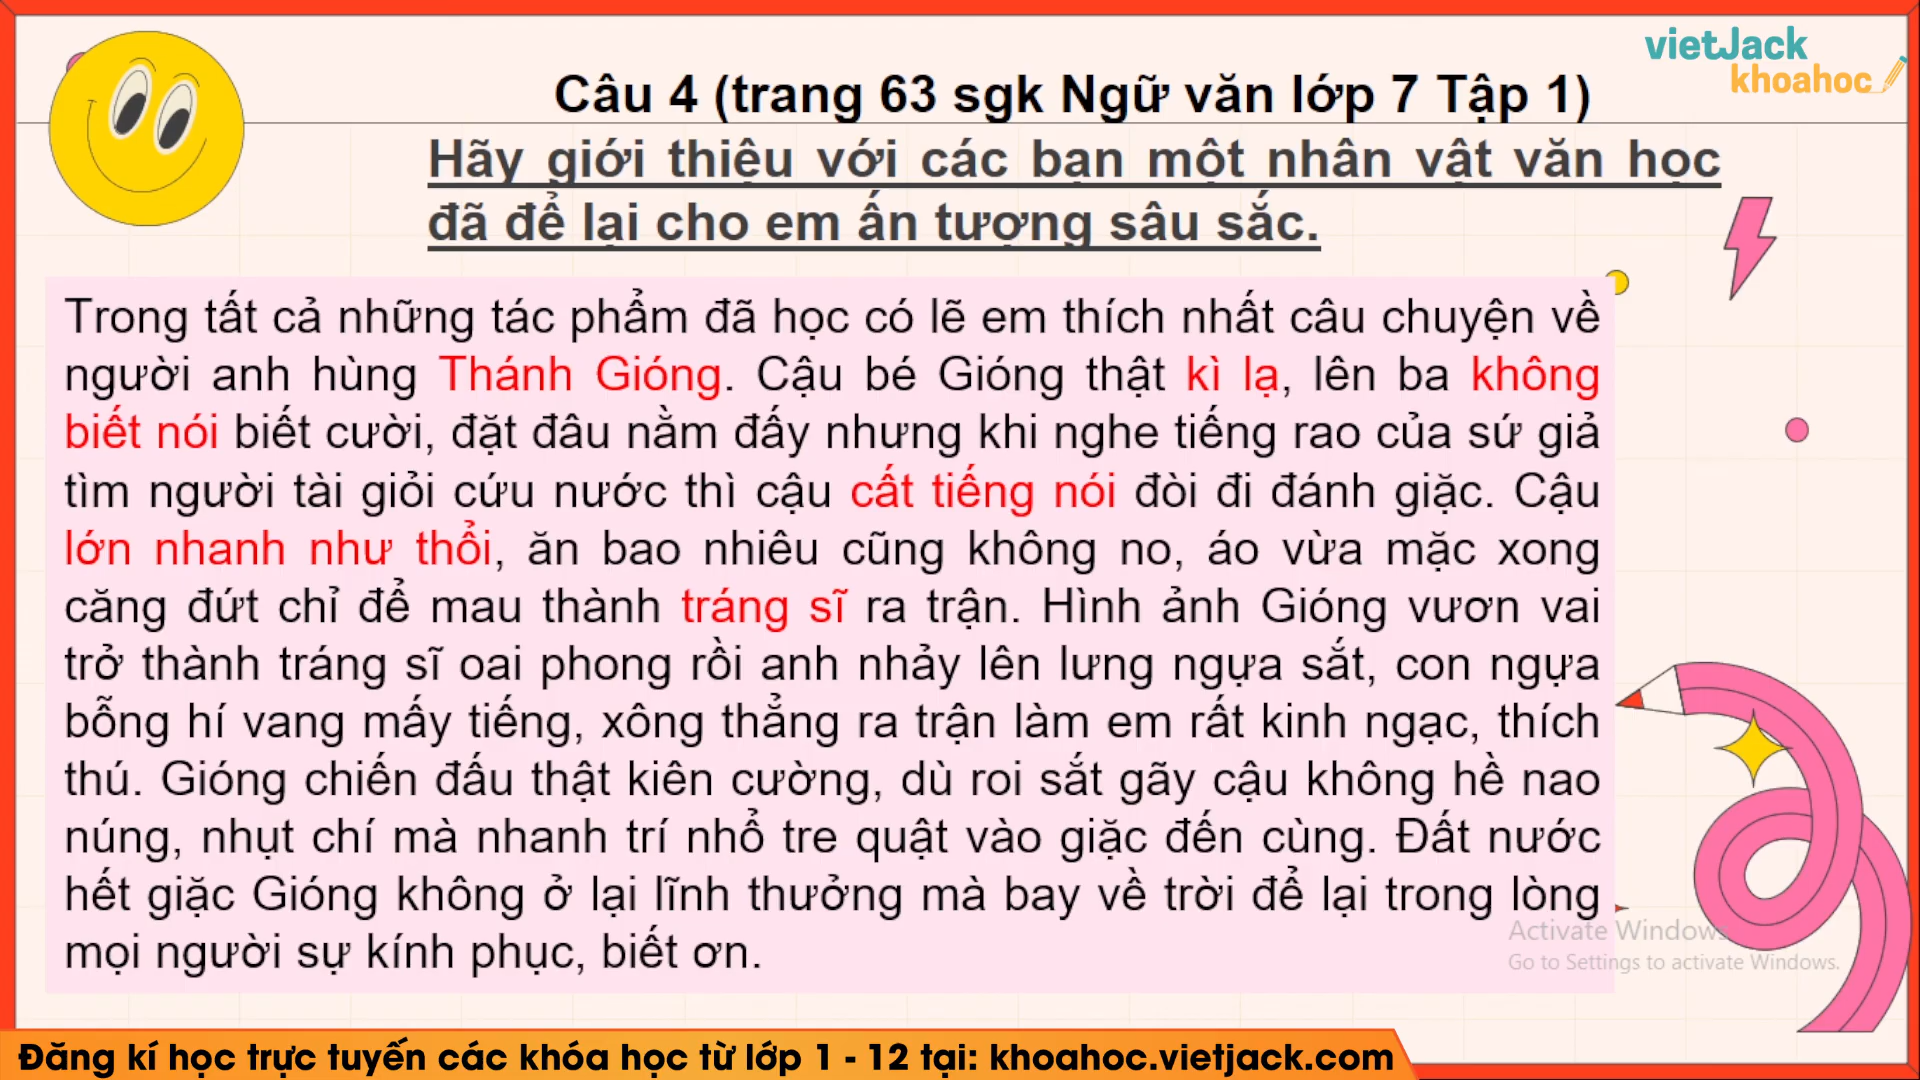 vietJack
khoahoc
Câu 4 (trang 63 sgk Ngữ văn lớp 7 Tập 1)
Hãy giới thiệu với các bạn một nhân vật văn học
đã để lại cho em ấn tượng sâu sắc.
Trong tất cả những tác phẩm đã học có lẽ em thích nhất câu chuyện về
người anh hùng Thánh Gióng. Cậu bé Gióng thật kì lạ, lên ba không
biết nói biết cười, đặt đâu nằm đấy nhưng khi nghe tiếng rao của sứ giả
tìm người tài giỏi cứu nước thì cậu cất tiếng nói đòi đi đánh giặc. Cậu
lớn nhanh như thổi, ăn bao nhiêu cũng không no, áo vừa mặc xong
căng đứt chỉ để mau thành tráng sĩ ra trận. Hình ảnh Gióng vươn vai
trở thành tráng sĩ oai phong rồi anh nhảy lên lưng ngựa sắt, con ngựa
bỗng hí vang mấy tiếng, xông thẳng ra trận làm em rất kinh ngạc, thích
thú. Gióng chiến đấu thật kiên cường, dù roi sắt gãy cậu không hề nao
núng, nhụt chí mà nhanh trí nhổ tre quật vào giặc đến cùng. Đất nước
hết giặc Gióng không ở lại lĩnh thưởng mà bay về trời để lại trong lòng
mọi người sự kính phục, biết ơn.
Activate Windows
Go to Settings to activate Windows.
Đăng kí học trực tuyến các khóa học từ lớp 1 - 12 tại: khoahoc.vietjack.com